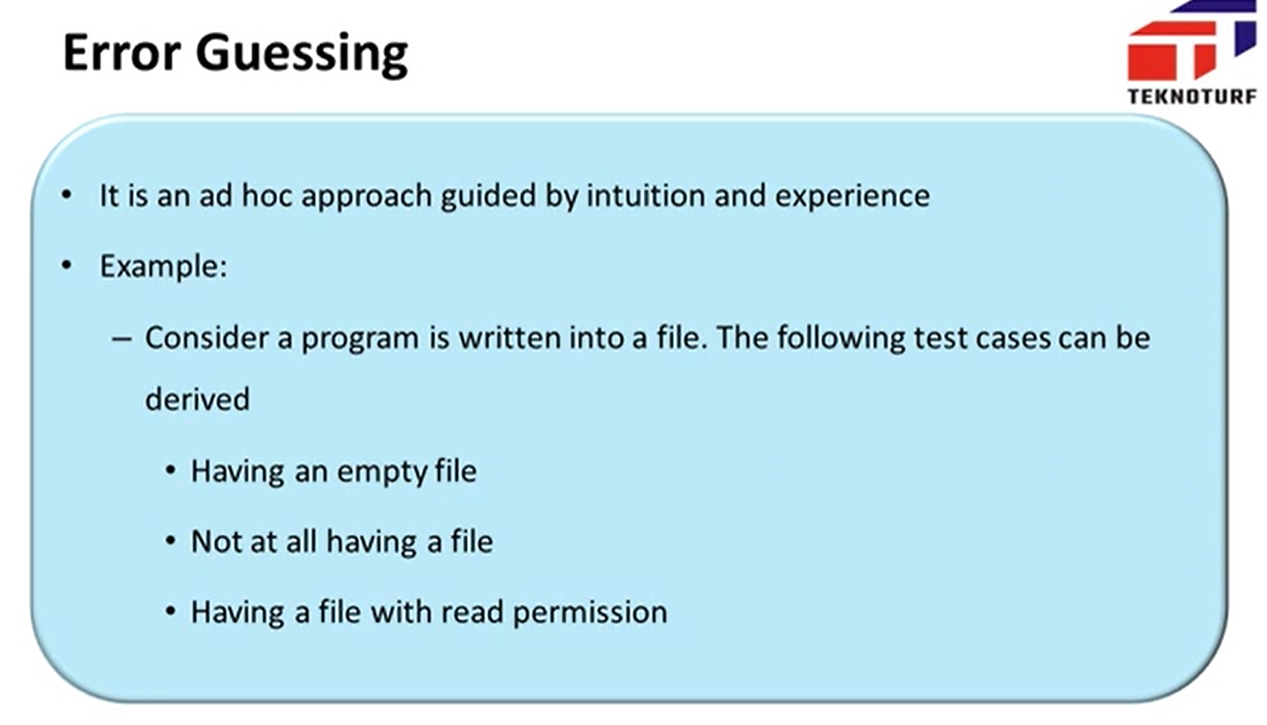 Error Guessing
TEKNOTURF
• It is an ad hoc approach guided by intuition and experience
• Example:
– Consider a program is written into a file. The following test cases can be
derived
• Having an empty file
• Not at all having a file
• Having a file with read permission